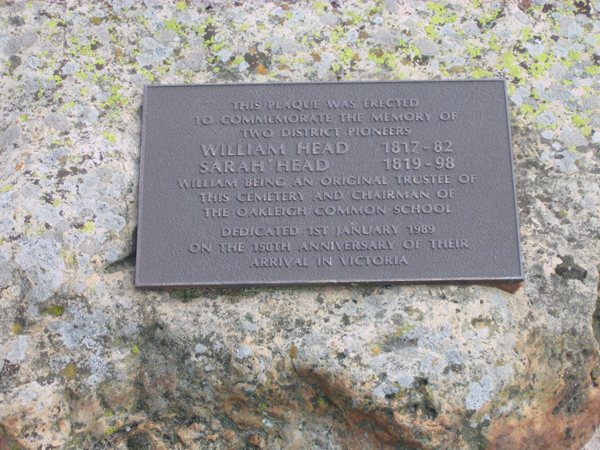 THIS PLAQUE WAS ERECTED
TO COMMEMORATE THE MEMORY OF
TWO DISTRICT PIONEERS
WILLIAM HEAD 1817-82
SARAH HEAD 1819-98
WILLIAM BEING AN ORIGINAL TRUSTEE OF
THIS CEMETERY AND CHAIRMAN OF
THE OAKLEIGH COMMON SCHOOL
DEDICATED 1ST JANUARY 1989
ON THE 150TH ANNIVERSARY OF THEIR
ARRIVAL IN VICTORIA